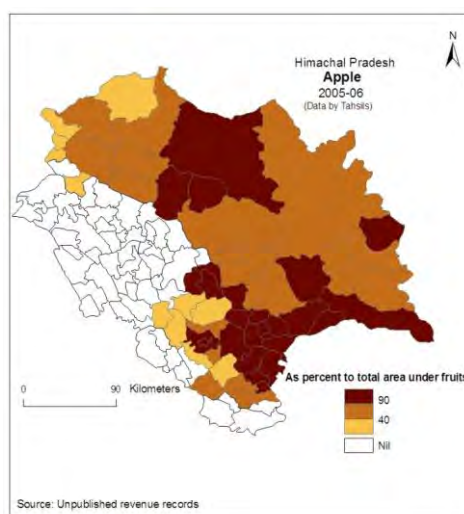 N
Himachal Pradesh
Apple
2005-06
(Data by Tahsils)
As percent to total area under fruits
90
40
Nil
0 90
Kilometers
Source: Unpublished revenue records